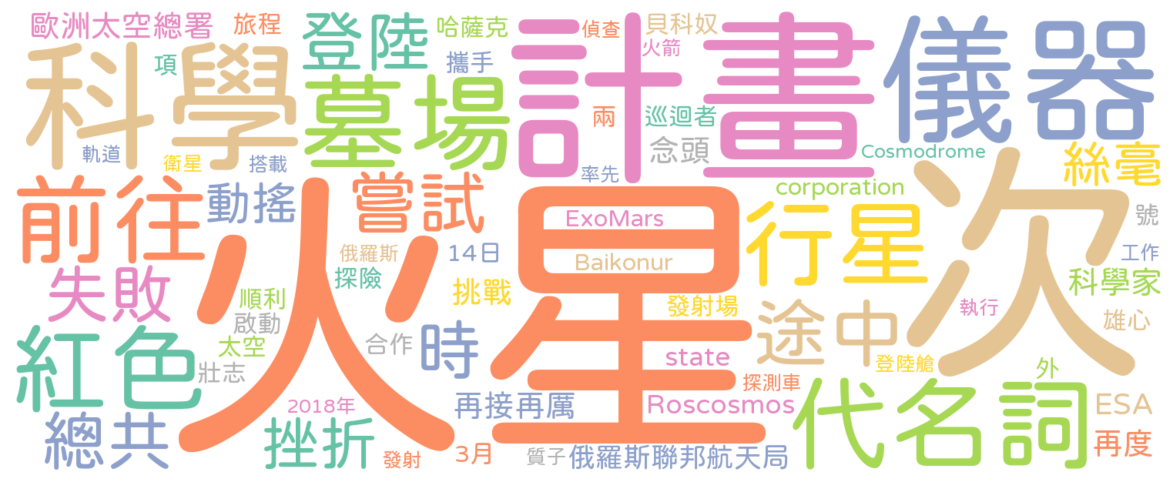 歐洲太空總署
旅程
登陸
哈薩克
偵查
貝科奴
火箭
科學
項
攜手
計畫
儀器
墓場
兩
巡迴者
念頭
Cosmodrome
絲毫
軌道
衛星
搭載
率先
corporation
前往
動搖
嘗試
ExoMars
行星
次
號
火星
俄羅斯
14日
Baikonur
工作
失敗
探險
挑戰
科學家
順利
發射場
執行
啟動
途中
雄心
紅色
太空
合作
時
state
登陸艙
外
壯志
探測車
2018年
再接再厲
Roscosmos
代名詞
ESA
總共
挫折
發射
3月
質子
俄羅斯聯邦航天局
再度